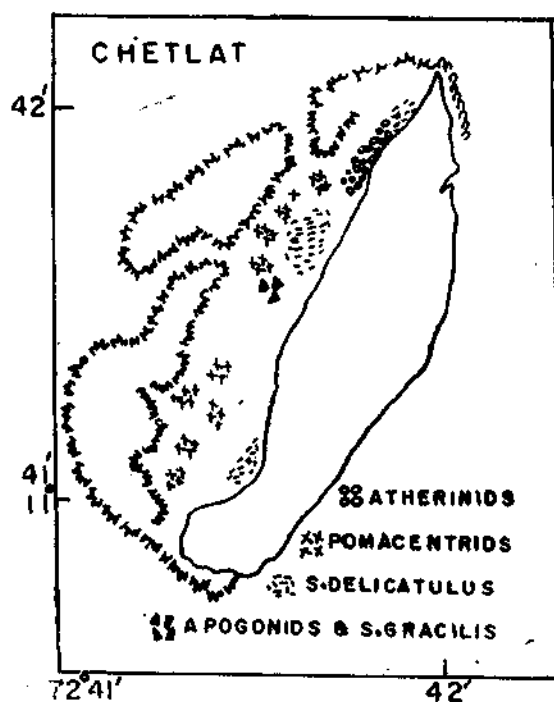 CHETLAT
42'
41'
11°
ATHERINIDS
POMACENTRIDS
S.DELICATULUS
APOGONIDS & S.GRACILIS
72°41'
42'